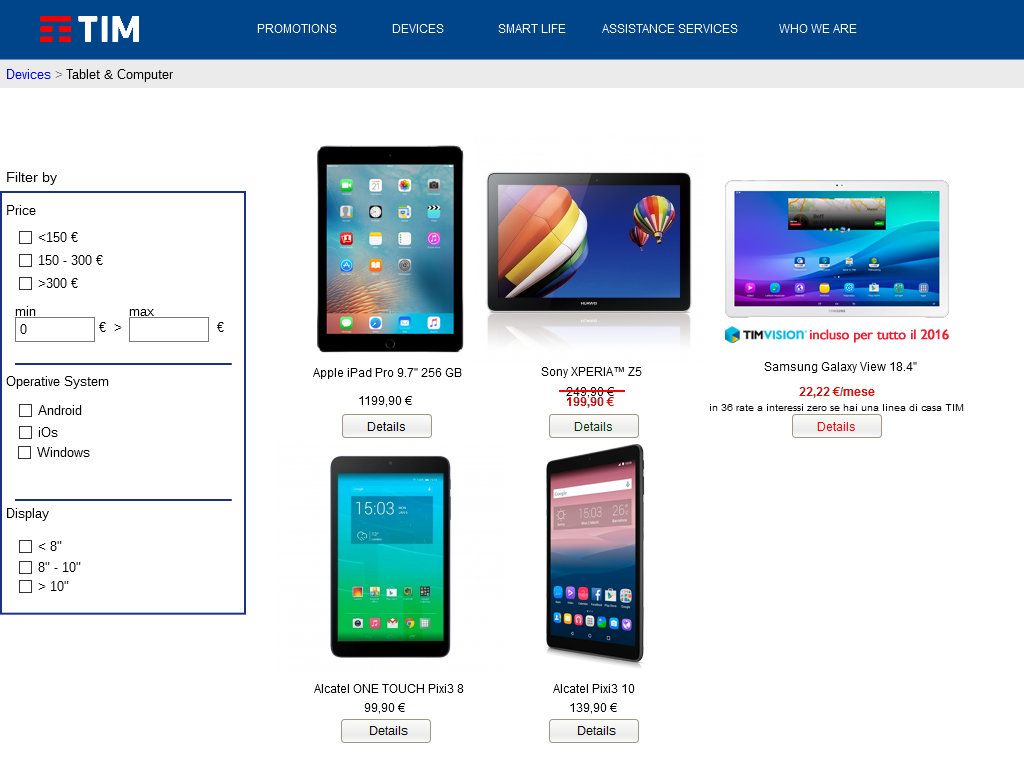 TIM
PROMOTIONS DEVICES SMART LIFE ASSISTANCE SERVICES WHO WE ARE
Devices > Tablet & Computer
Filter by
Price
<150 €
150 - 300 €
>300 €
min max
0 € > €
Operative System
Android
iOs
Windows
Display
< 8"
8" - 10"
> 10"
HUAWEI
SAMSUNG
TIMVISION incluso per tutto il 2016
Apple iPad Pro 9.7" 256 GB
1199,90 €
Details
Sony XPERIA™ Z5
249,90 €
199,90 €
Details
Samsung Galaxy View 18.4"
22,22 €/mese
in 36 rate a interessi zero se hai una linea di casa TIM
Details
15:03
Google
15:03 26°
Alcatel ONE TOUCH Pixi3 8
99,90 €
Details
Alcatel Pixi3 10
139,90 €
Details